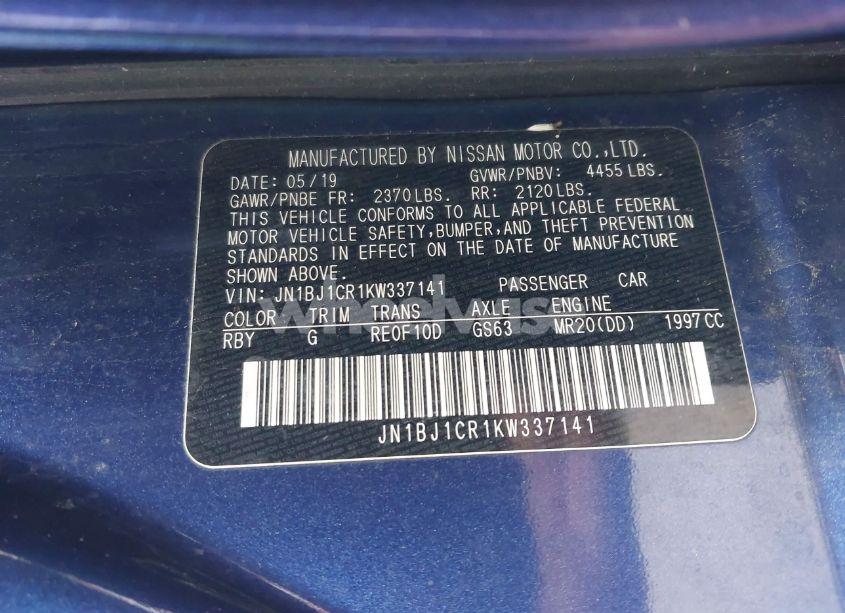 MANUFACTURED BY NISSAN MOTOR CO.,LTD.
DATE: 05/19 GVWR/PNBV: 4455 LBS.
GAWR/PNBE FR: 2370 LBS. RR: 2120 LBS.
THIS VEHICLE CONFORMS TO ALL APPLICABLE FEDERAL
MOTOR VEHICLE SAFETY,BUMPER,AND THEFT PREVENTION
STANDARDS IN EFFECT ON THE DATE OF MANUFACTURE
SHOWN ABOVE.
VIN: JN1BJ1CR1KW337141 PASSENGER CAR
COLOR TRIM TRANS AXLE ENGINE
RBY G RE0F10D GS63 MR20(DD) 1997CC
JN1BJ1CR1KW337141